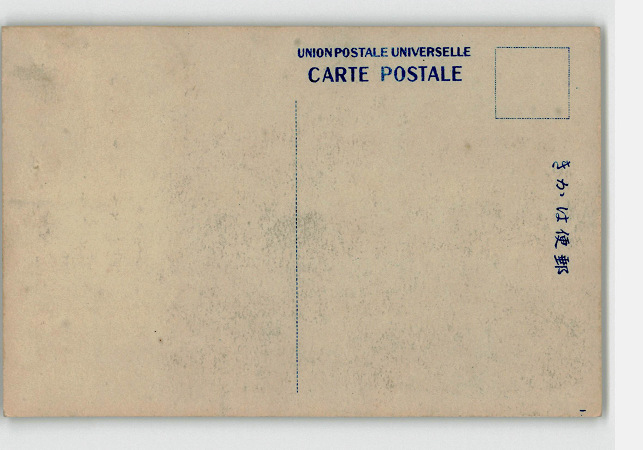 UNION POSTALE UNIVERSELLE
CARTE POSTALE
きかは便郵